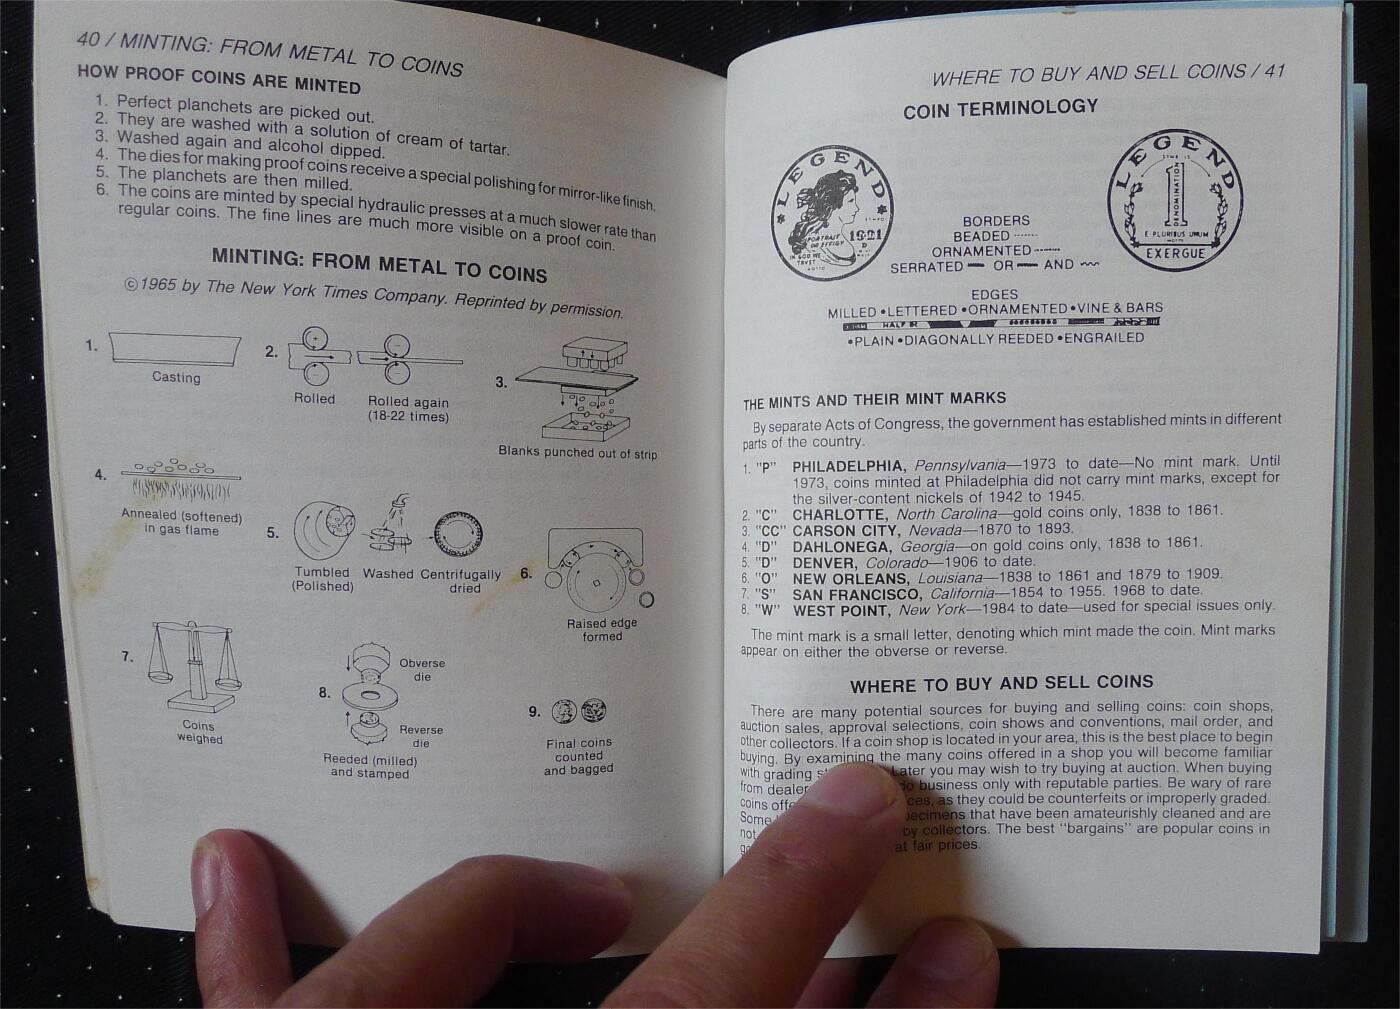 40 / MINTING: FROM METAL TO COINS
HOW PROOF COINS ARE MINTED
1. Perfect planchets are picked out.
2. They are washed with a solution of cream of tartar.
3. Washed again and alcohol dipped.
4. The dies for making proof coins receive a special polishing for mirror-like finish.
5. The planchets are then milled.
6. The coins are minted by special hydraulic presses at a much slower rate than
regular coins. The fine lines are much more visible on a proof coin.
MINTING: FROM METAL TO COINS
©1965 by The New York Times Company. Reprinted by permission.
1.
Casting
2.
Rolled
Rolled again
(18-22 times)
3.
Blanks punched out of strip
4.
Annealed (softened)
in gas flame
5.
Tumbled
(Polished)
Washed
Centrifugally
dried
6.
Raised edge
formed
7.
Coins
weighed
8.
Obverse
die
Reverse
die
Reeded (milled)
and stamped
9.
Final coins
counted
and bagged
WHERE TO BUY AND SELL COINS / 41
COIN TERMINOLOGY
LEGEND
PORTRAIT
OR EFFIGY
1921
D
IN GOD WE
TRUST
MOTTO
BORDERS
BEADED
ORNAMENTED
SERRATED OR AND
LEGEND
1
DENOMINATION
E PLURIBUS UNUM
MOTTO
EXERGUE
EDGES
MILLED •LETTERED •ORNAMENTED •VINE & BARS
HALF
•PLAIN •DIAGONALLY REEDED •ENGRAILED
THE MINTS AND THEIR MINT MARKS
By separate Acts of Congress, the government has established mints in different
parts of the country.
1. "P" PHILADELPHIA, Pennsylvania—1973 to date—No mint mark. Until
1973, coins minted at Philadelphia did not carry mint marks, except for
the silver-content nickels of 1942 to 1945.
2. "C" CHARLOTTE, North Carolina—gold coins only, 1838 to 1861.
3. "CC" CARSON CITY, Nevada—1870 to 1893.
4. "D" DAHLONEGA, Georgia—on gold coins only, 1838 to 1861.
5. "D" DENVER, Colorado—1906 to date.
6. "O" NEW ORLEANS, Louisiana—1838 to 1861 and 1879 to 1909.
7. "S" SAN FRANCISCO, California—1854 to 1955. 1968 to date.
8. "W" WEST POINT, New York—1984 to date—used for special issues only.
The mint mark is a small letter, denoting which mint made the coin. Mint marks
appear on either the obverse or reverse.
WHERE TO BUY AND SELL COINS
There are many potential sources for buying and selling coins: coin shops,
auction sales, approval selections, coin shows and conventions, mail order, and
other collectors. If a coin shop is located in your area, this is the best place to begin
buying. By examining the many coins offered in a shop you will become familiar
with grading Later you may wish to try buying at auction. When buying
from do business only with reputable parties. Be wary of rare
coins as they could be counterfeits or improperly graded.
Some that have been amateurishly cleaned and are
not by collectors. The best "bargains" are popular coins in
at fair prices.